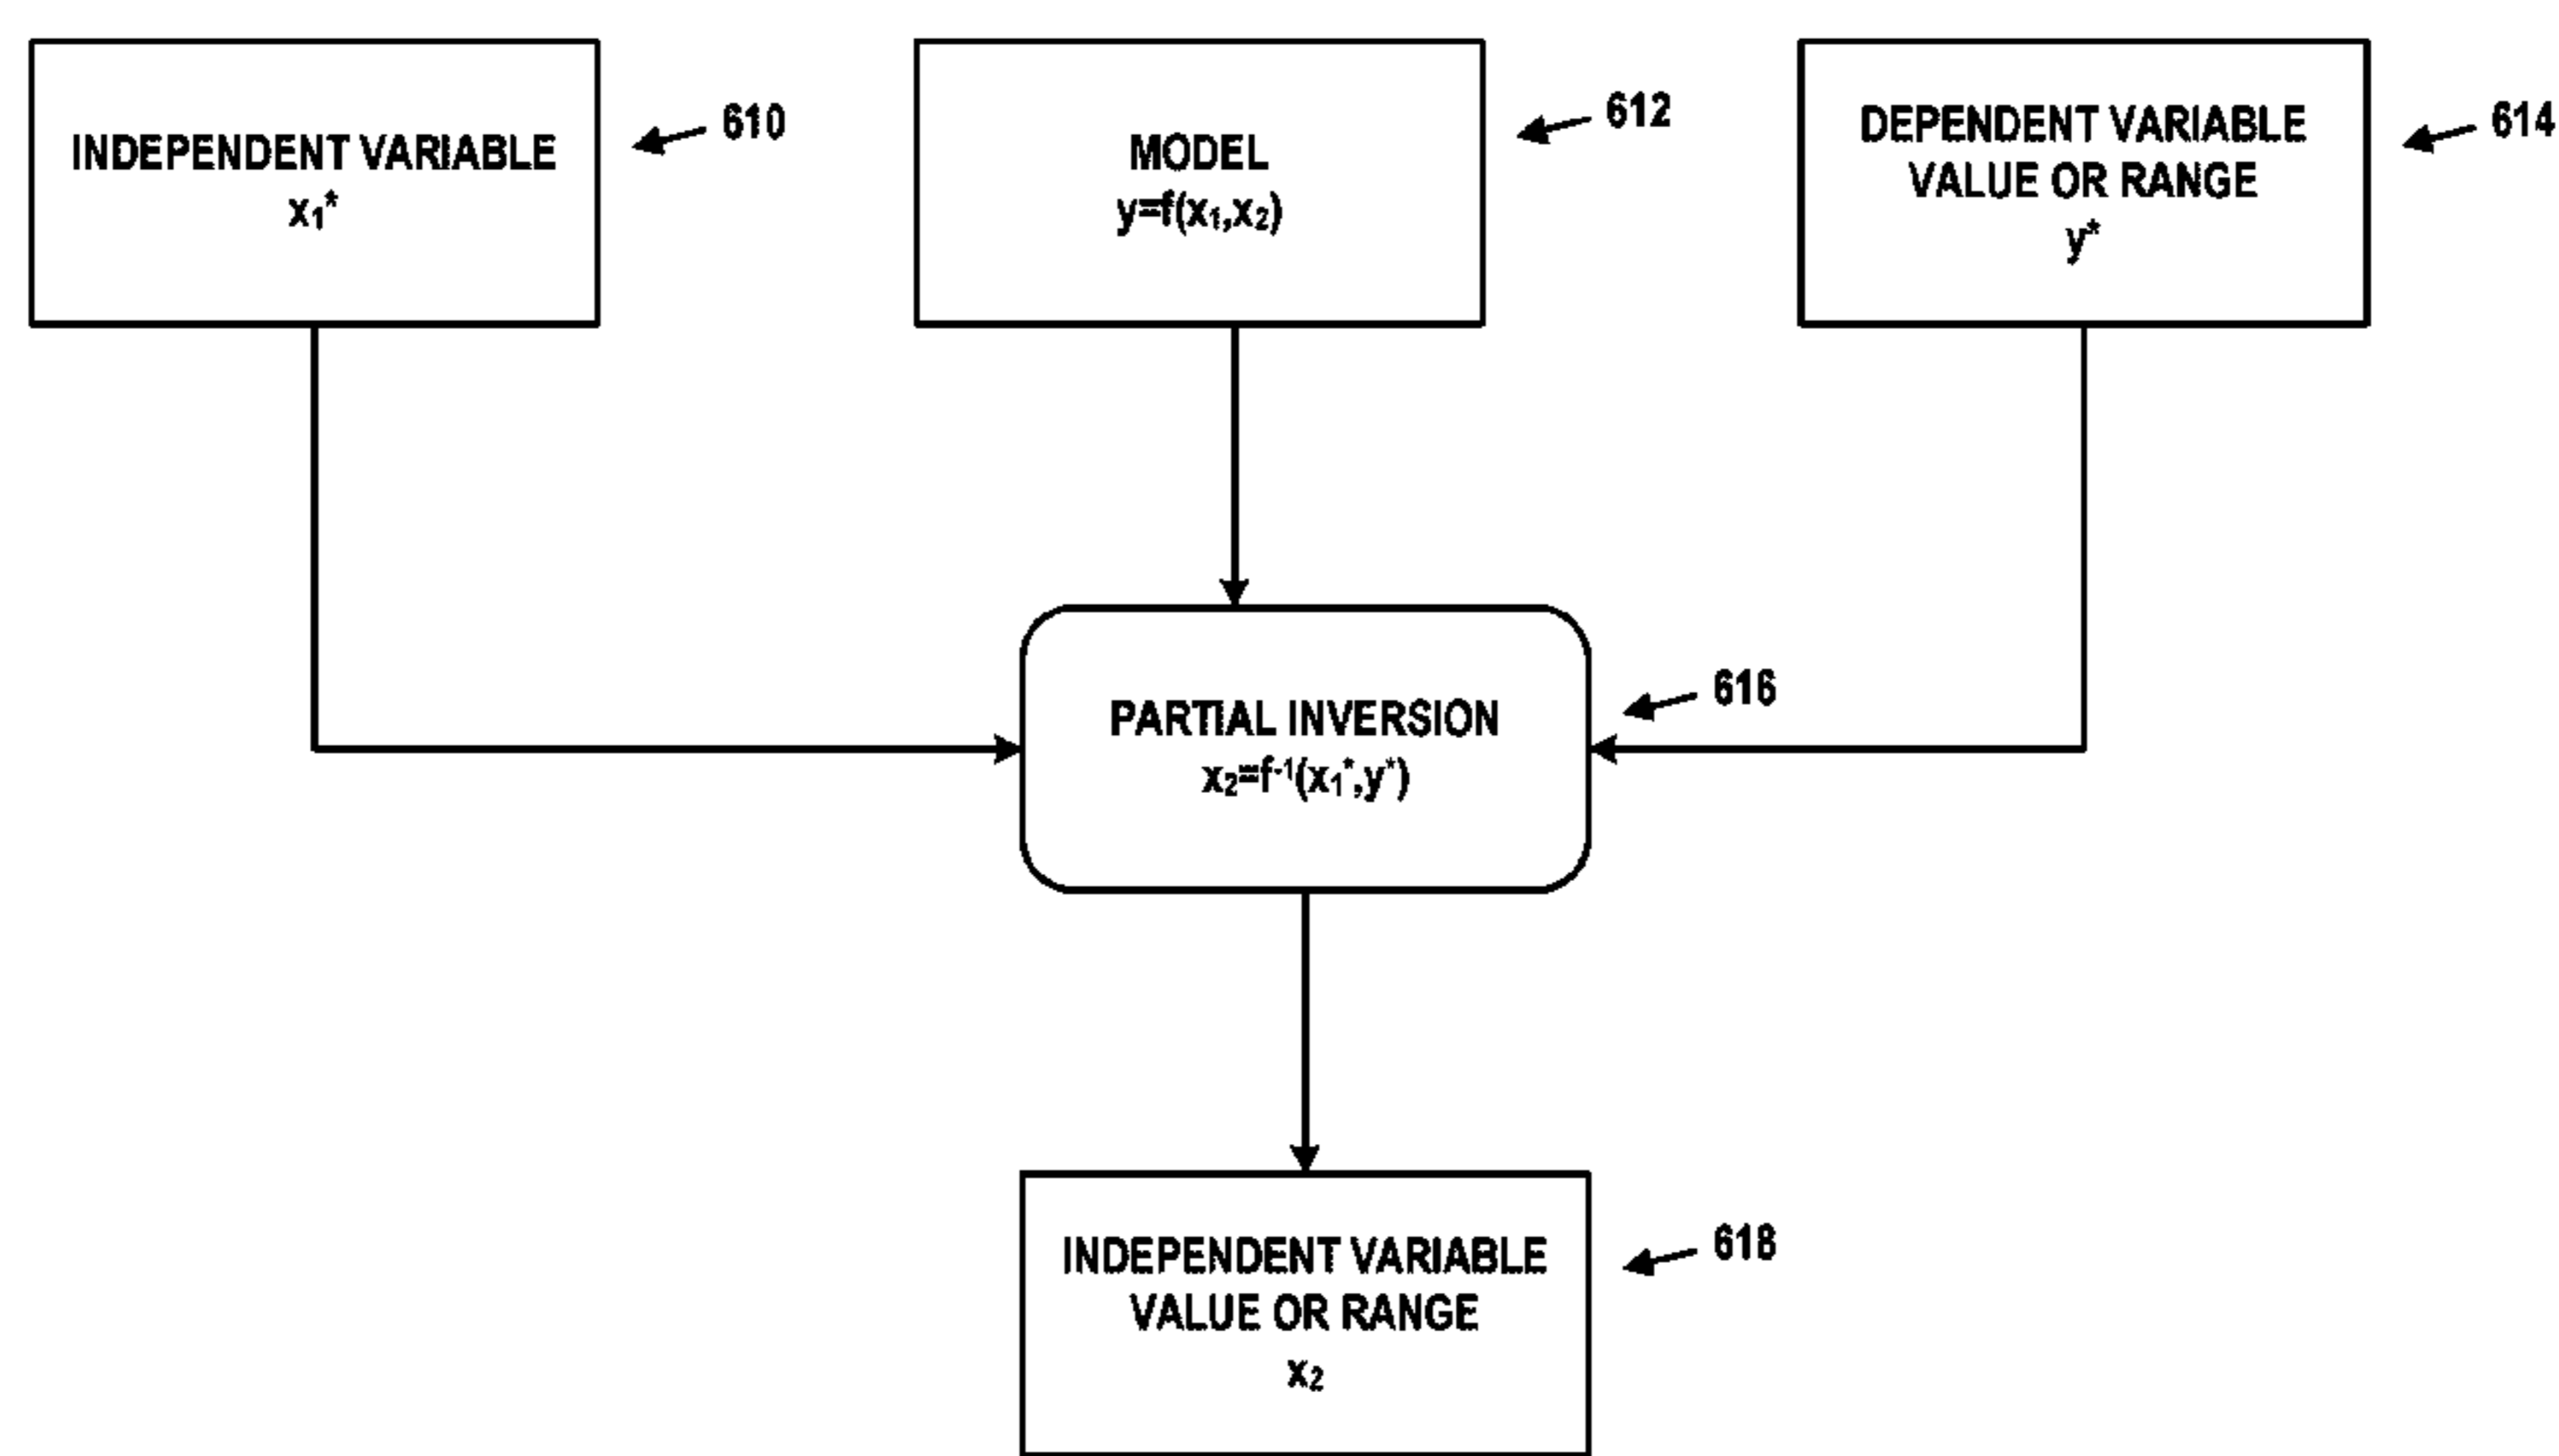 INDEPENDENT VARIABLE
x₁*
610
MODEL
y=f(x₁,x₂)
612
DEPENDENT VARIABLE
VALUE OR RANGE
y*
614
PARTIAL INVERSION
x₂=f⁻¹(x₁*,y*)
616
INDEPENDENT VARIABLE
VALUE OR RANGE
x₂
618